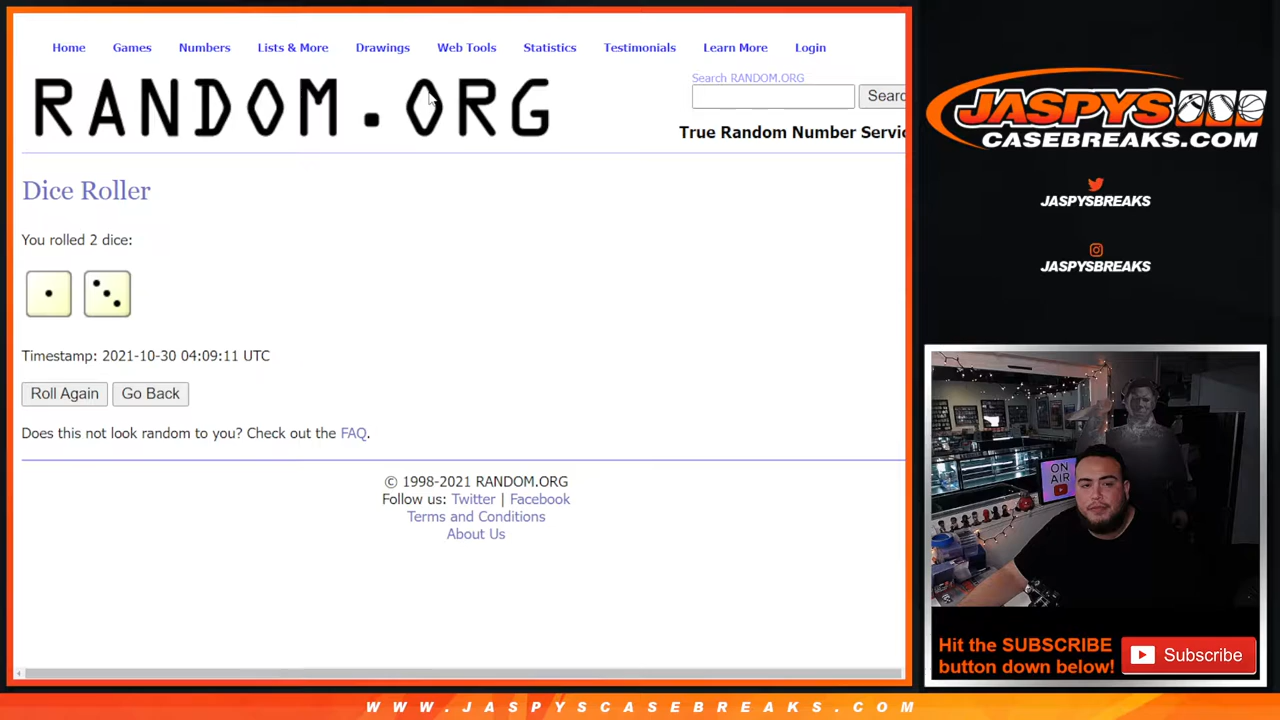 Home Games Numbers Lists & More Drawings Web Tools Statistics Testimonials Learn More Login
RANDOM.ORG
Search RANDOM.ORG
Searc
True Random Number Servic
Dice Roller
You rolled 2 dice:
Timestamp: 2021-10-30 04:09:11 UTC
Roll Again Go Back
Does this not look random to you? Check out the FAQ.
© 1998-2021 RANDOM.ORG
Follow us: Twitter | Facebook
Terms and Conditions
About Us
JASPYS
CASEBREAKS.COM
JASPYSBREAKS
JASPYSBREAKS
ON
AIR
Hit the SUBSCRIBE
button down below!
Subscribe
WWW.JASPYSCASEBREAKS.COM